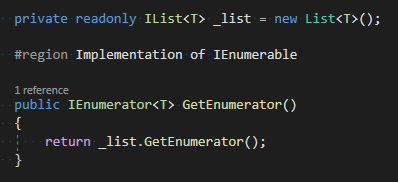 private readonly IList<T> _list = new List<T>();
#region Implementation of IEnumerable
1 reference
public IEnumerator<T> GetEnumerator()
{
return _list.GetEnumerator();
}